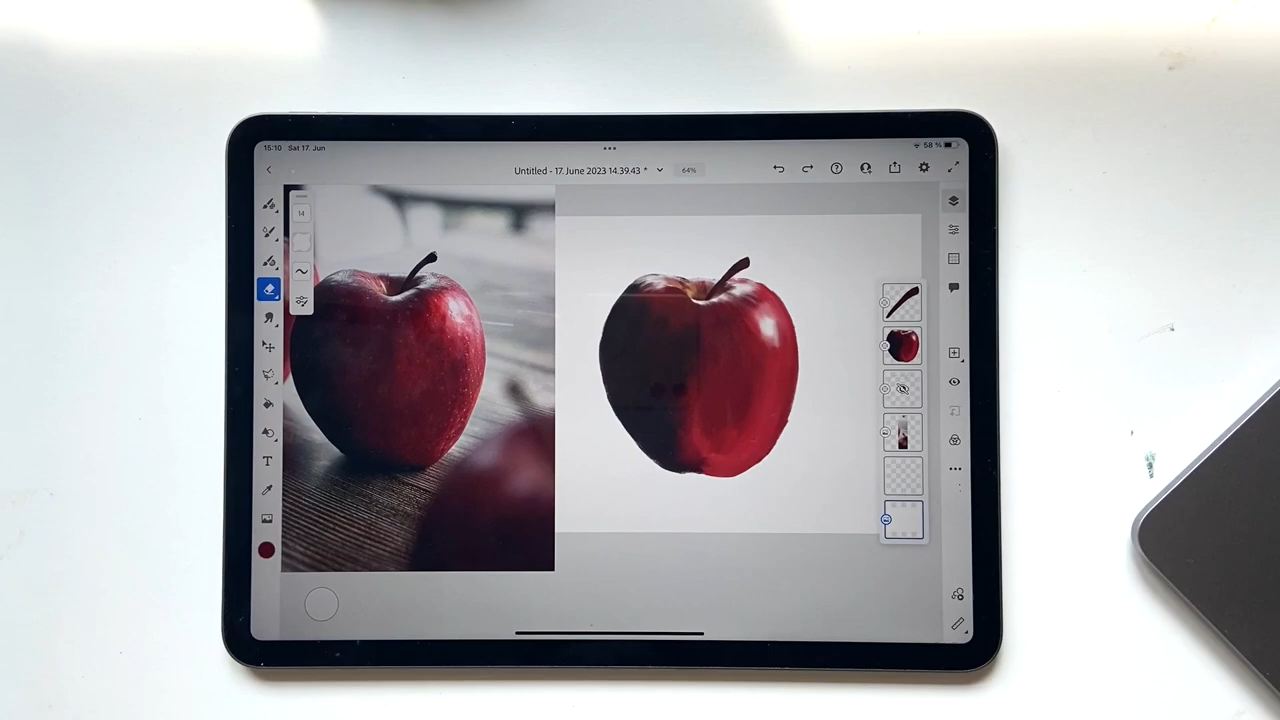 15:10 Sat 17. Jun
58 %
Untitled - 17. June 2023 14.39.43 *
64%
14
T